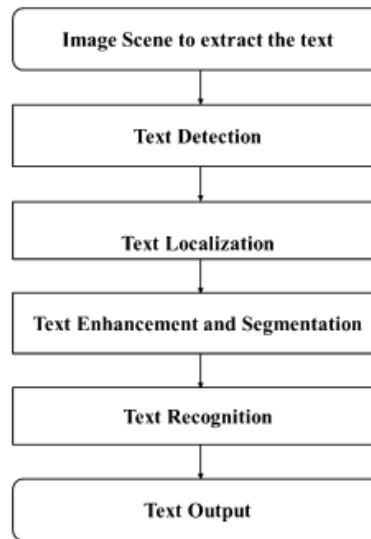 Image Scene to extract the text
Text Detection
Text Localization
Text Enhancement and Segmentation
Text Recognition
Text Output